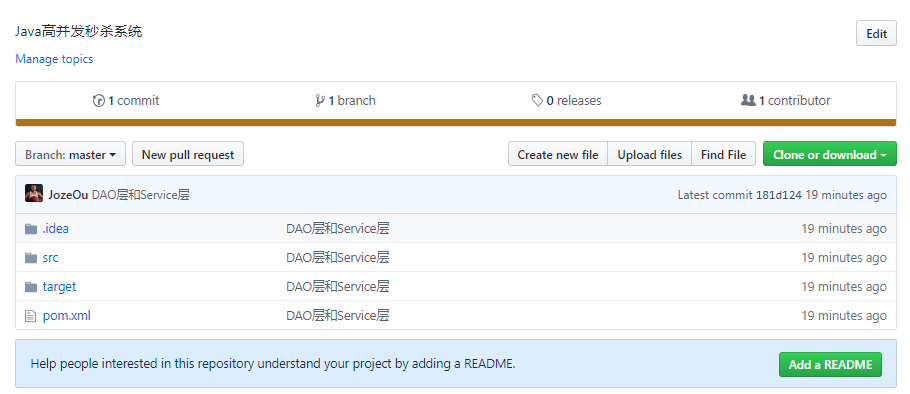 Java高并发秒杀系统
Edit
Manage topics
1 commit
1 branch
0 releases
1 contributor
Branch: master
New pull request
Create new file
Upload files
Find File
Clone or download
JozeOu DAO层和Service层
Latest commit 181d124 19 minutes ago
.idea
DAO层和Service层
19 minutes ago
src
DAO层和Service层
19 minutes ago
target
DAO层和Service层
19 minutes ago
pom.xml
DAO层和Service层
19 minutes ago
Help people interested in this repository understand your project by adding a README.
Add a README